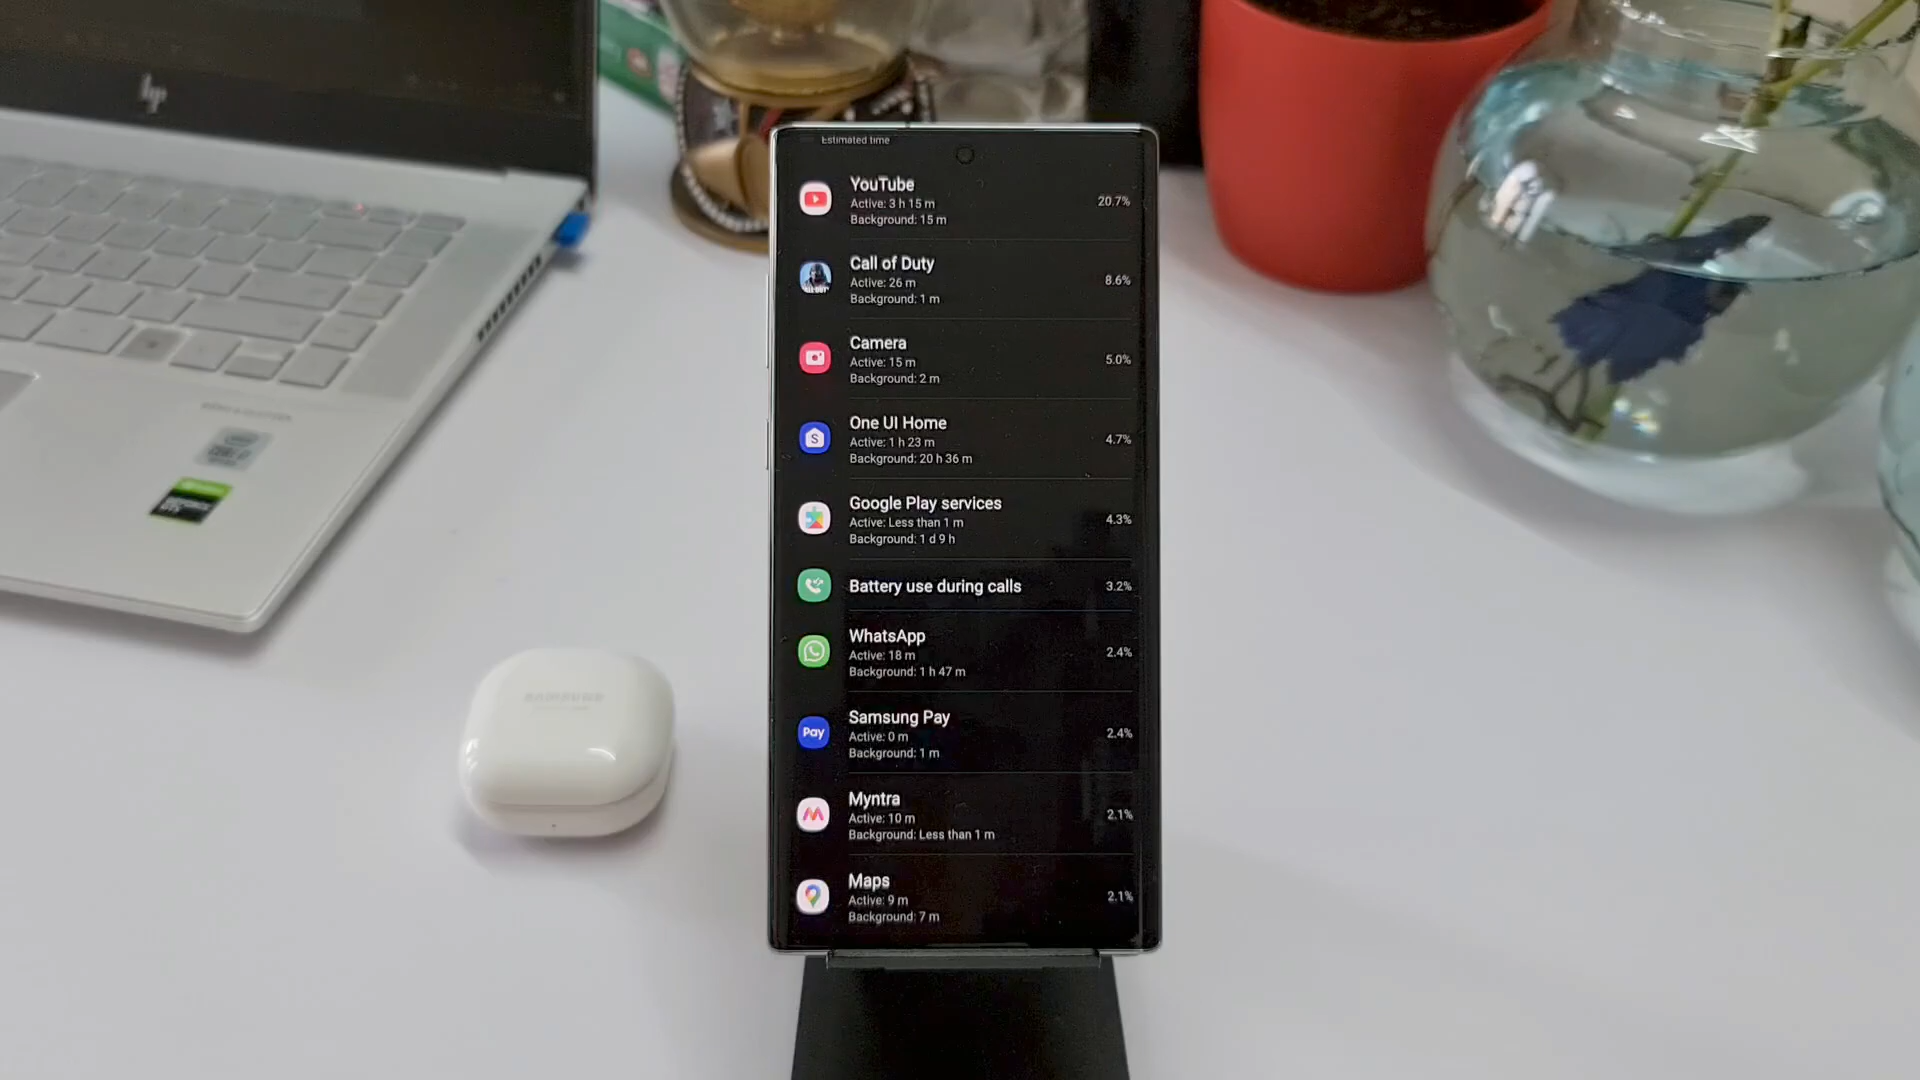 hp
Estimated time
YouTube
Active: 3 h 15 m
20.7%
Background: 15 m
Call of Duty
Active: 26 m
8.6%
Background: 1 m
Camera
Active: 15 m
5.0%
Background: 2 m
One UI Home
Active: 1 h 23 m
4.7%
Background: 20 h 36 m
Google Play services
Active: Less than 1 m
4.3%
Background: 1 d 9 h
Battery use during calls
3.2%
WhatsApp
Active: 18 m
2.4%
Background: 1 h 47 m
Samsung Pay
Pay
Active: 0 m
2.4%
Background: 1 m
Myntra
Active: 10 m
2.1%
Background: Less than 1 m
Maps
Active: 9 m
2.1%
Background: 7 m
SAMSUNG